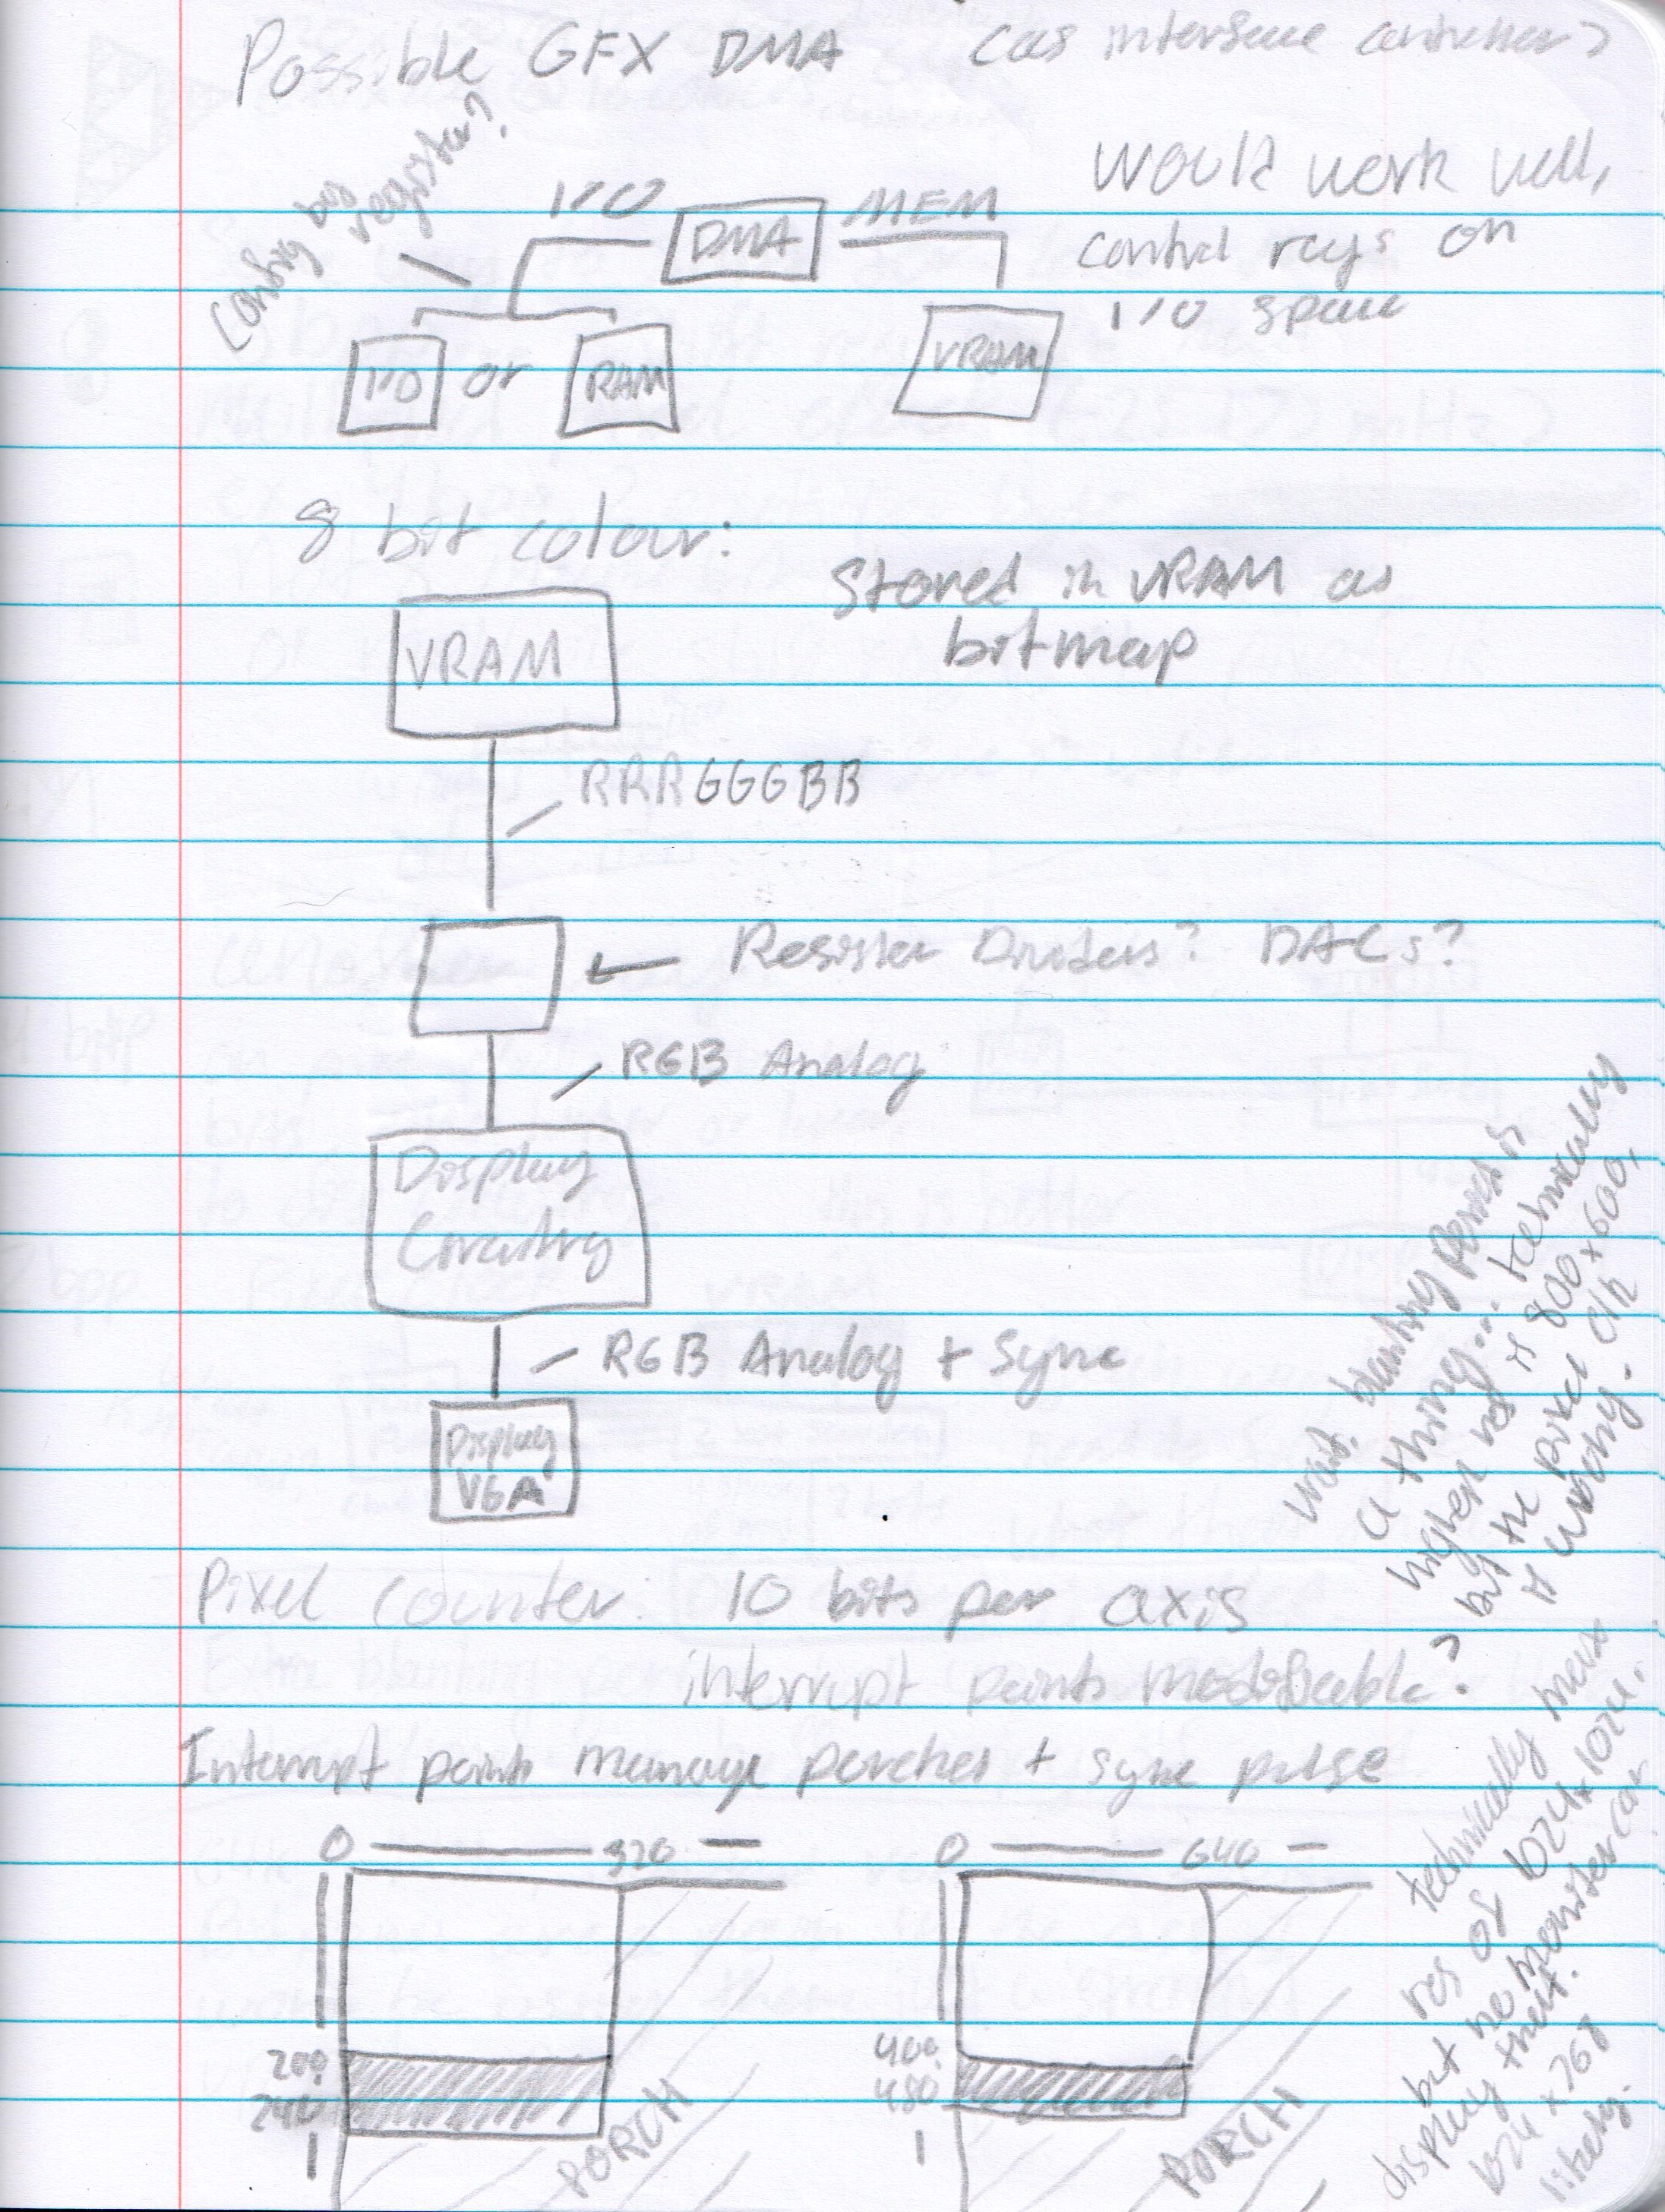 Possible GFX DMA (as interface controller?)
Config bas
register?
I/O
DMA
MEM
I/O or RAM
VRAM
Would work well,
control regs on
I/O space
8 bit colour:
VRAM
Stored in VRAM as
bitmap
RRRGGGBB
Resister Dividers? DACs?
RGB Analog
Display
Circuitry
RGB Analog + Sync
Display
VGA
Wait, blanking period is
a thing... technically
higher res is 800x600,
but the pixel clk
is wrong.
Pixel counter: 10 bits per axis
interrupt points modifiable?
Interrupt points manage porches + sync pulse
technically max
res of 1024x1024,
but no monitor can
display that.
1024x768
likely.
0 320
200
240
PORCH
0 640
400
480
PORCH